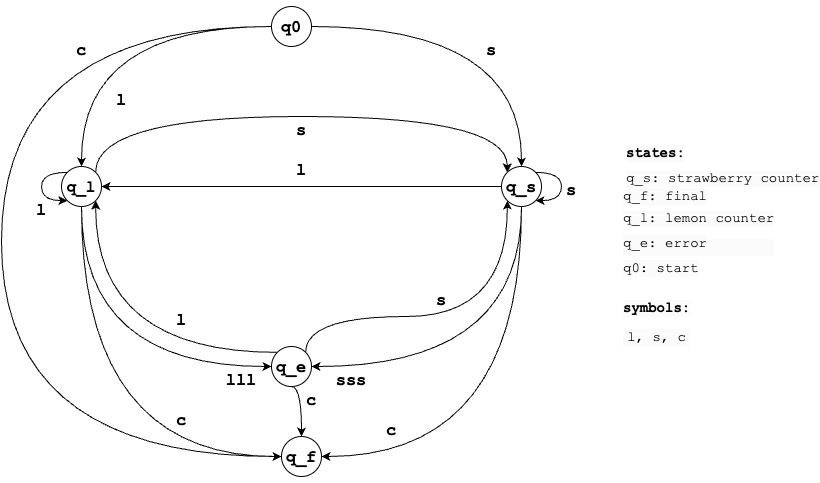 q0
c
s
l
s
l
q_l
q_s
l
s
s
l
q_e
lll
sss
c
c
c
q_f
states:
q_s: strawberry counter
q_f: final
q_l: lemon counter
q_e: error
q0: start
symbols:
l, s, c